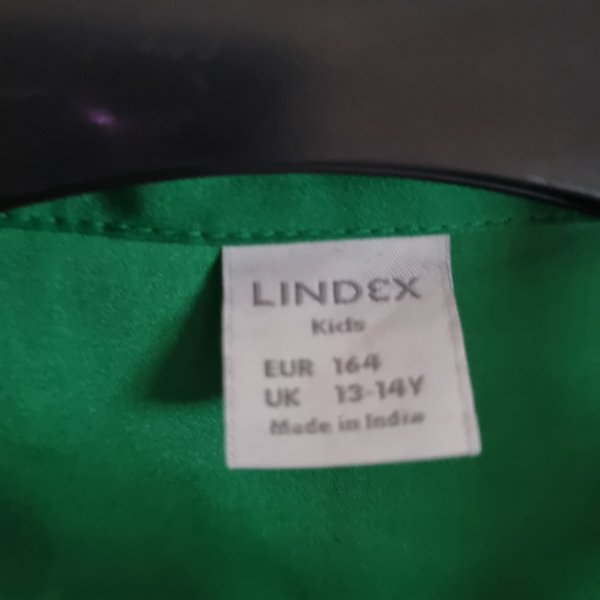 LINDEX
Kids
EUR 164
UK 13-14Y
Made in India